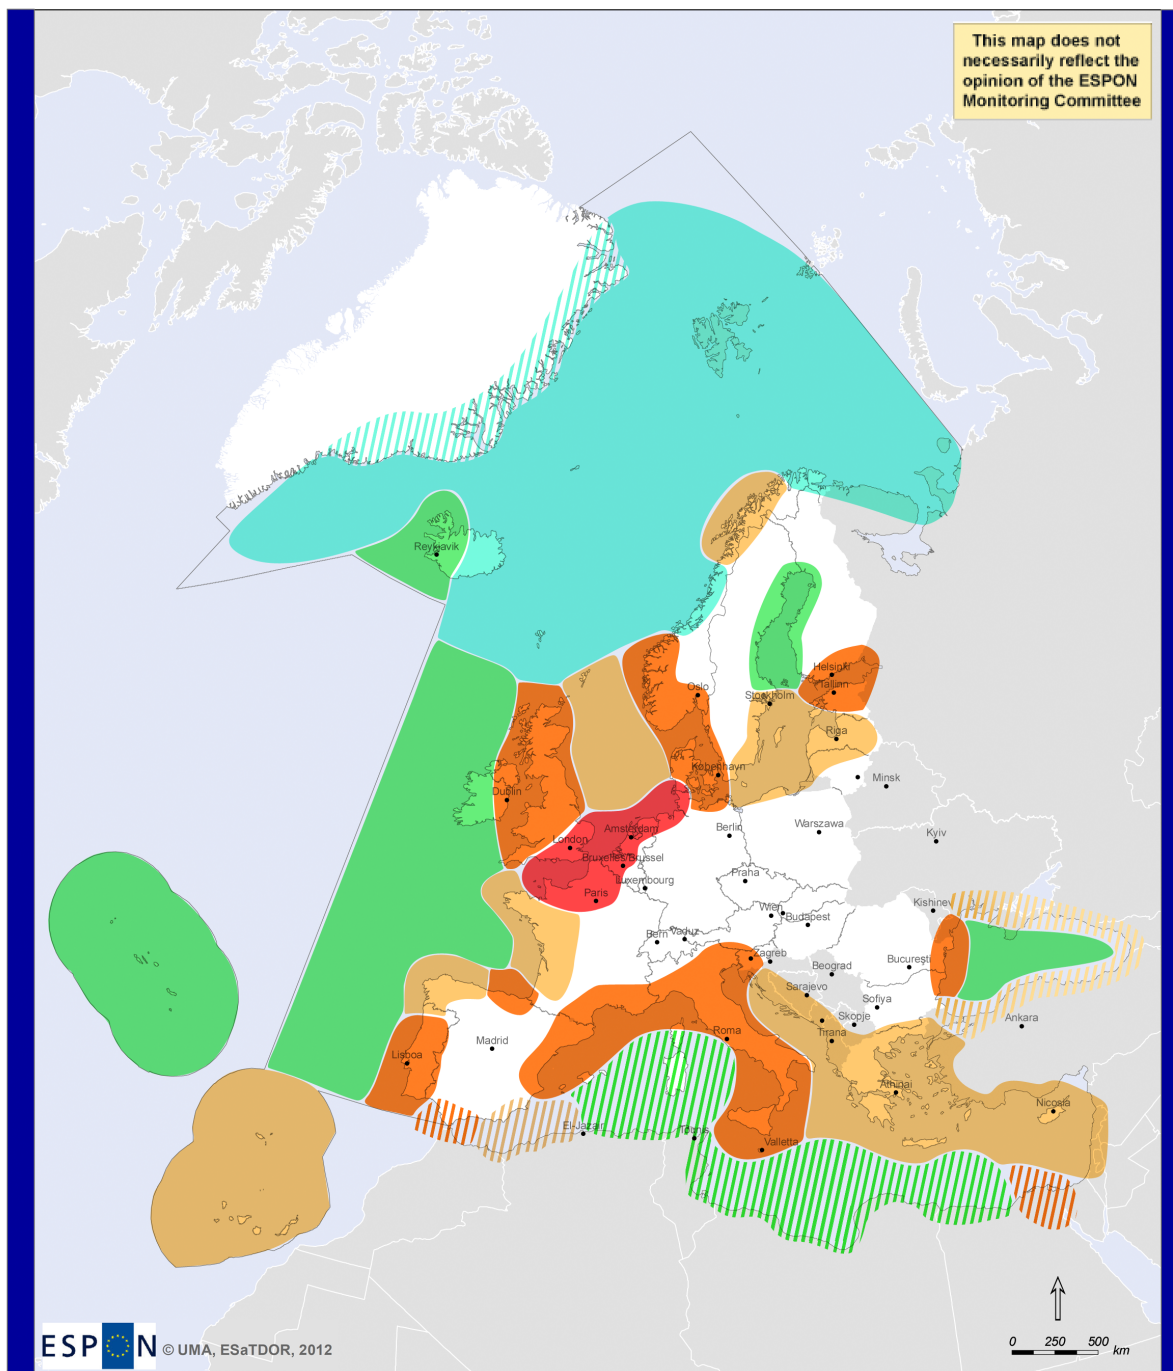 This map does not
necessarily reflect the
opinion of the ESPON
Monitoring Committee
Reykjavik
Helsinki
Tallinn
Oslo
Stockholm
Riga
København
Minsk
Dublin
Amsterdam
London
Berlin
Warszawa
Kyiv
Bruxelles/Brussel
Luxembourg
Praha
Paris
Kishinev
Wien
Budapest
Bern
Vaduz
Zagreb
Beograd
Bucureşti
Sarajevo
Sofiya
Skopje
Ankara
Roma
Tirana
Madrid
Lisboa
Athinai
Nicosia
El-Jazair
Tounis
Valletta
ESPON © UMA, ESaTDOR, 2012
0 250 500 km